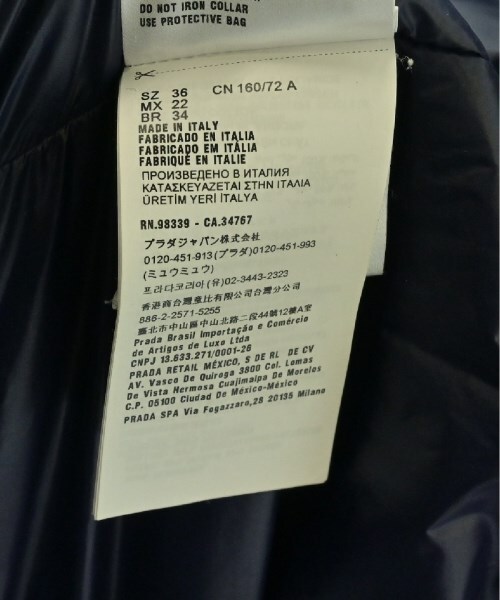 DO NOT IRON COLLAR
USE PROTECTIVE BAG
SZ 36 CN 160/72 A
MX 22
BR 34
MADE IN ITALY
FABRICADO EN ITALIA
FABRICADO EM ITÁLIA
FABRIQUÉ EN ITALIE
ПРОИЗВЕДЕНО В ИТАЛИЯ
ΚΑΤΑΣΚΕΥΑΖΕΤΑΙ ΣΤΗΝ ΙΤΑΛΙΑ
ÜRETİM YERİ İTALYA
RN.98339 - CA.34767
プラダジャパン株式会社
0120-451-913(プラダ)0120-451-993
(ミュウミュウ)
프라다코리아(유)02-3443-2323
香港商台灣童比有限公司台灣分公司
886-2-2571-5255
臺北市中山區中山北路二段44號12樓A室
Prada Brasil Importação e Comércio
de Artigos de Luxo Ltda
CNPJ 13.633.271/0001-26
PRADA RETAIL MÉXICO, S DE RL DE CV
AV. Vasco De Quiroga 3800 Col. Lomas
De Vista Hermosa Cuajimalpa De Morelos
C.P. 05100 Ciudad De México-México
PRADA SPA Via Fogazzaro,28 20135 Milano